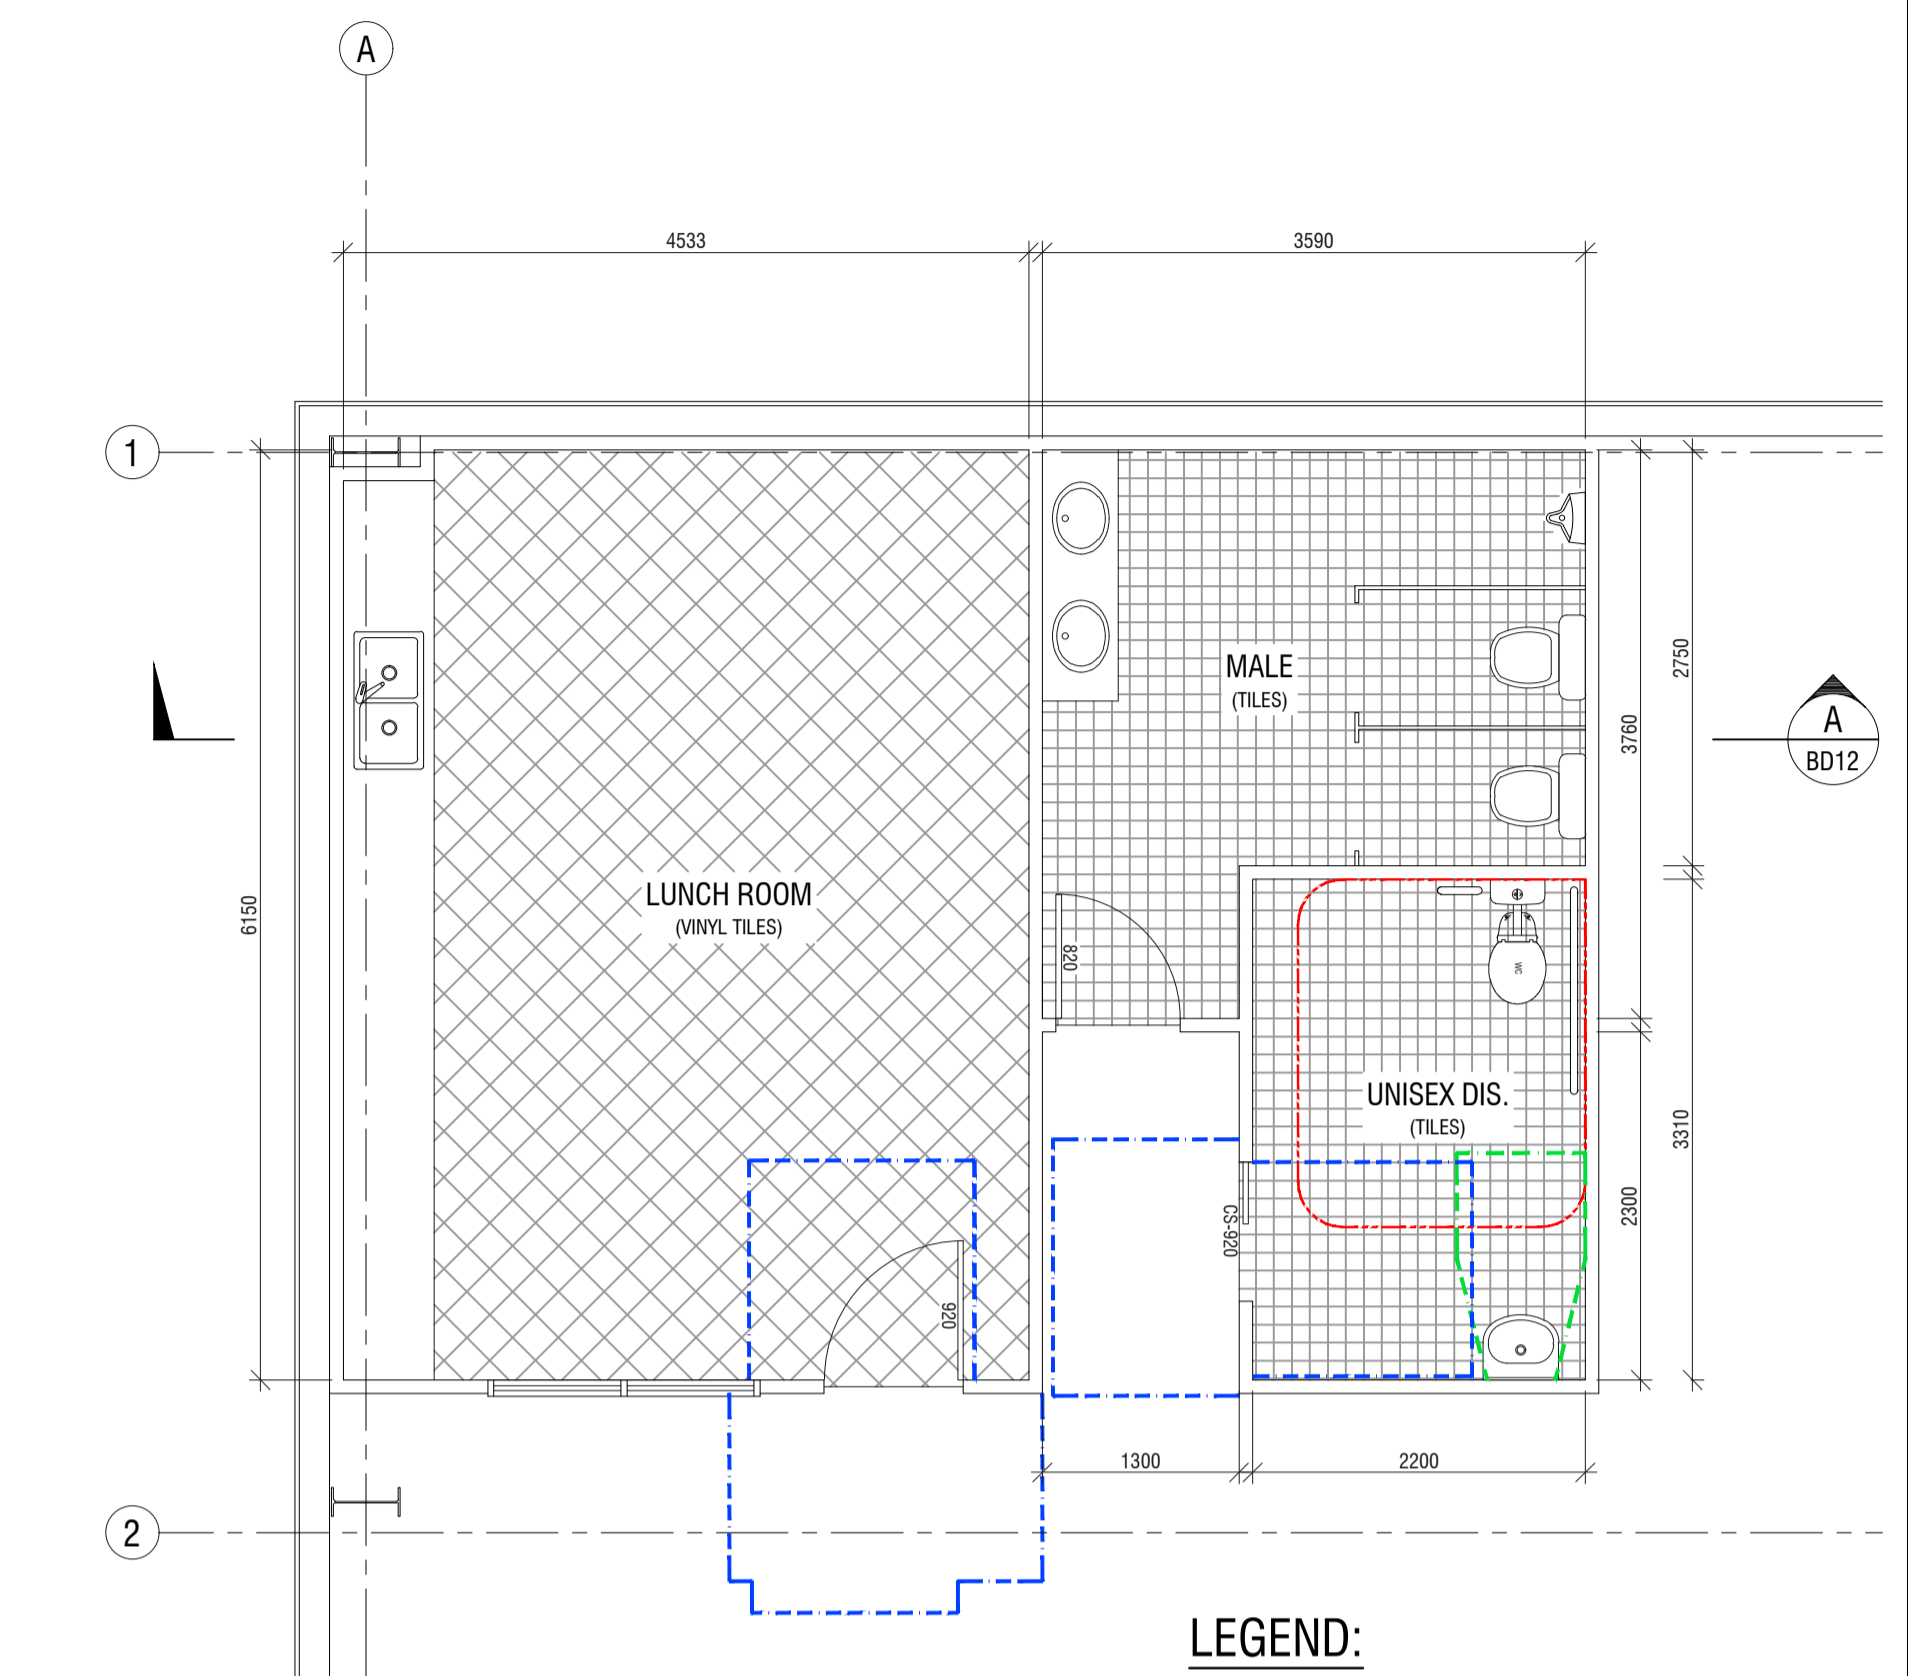 A
4533
3590
1
MALE
(TILES)
2750
3760
A
BD12
LUNCH ROOM
(VINYL TILES)
6150
820
WC
UNISEX DIS.
(TILES)
3310
2300
CS-920
920
1300
2200
2
LEGEND: